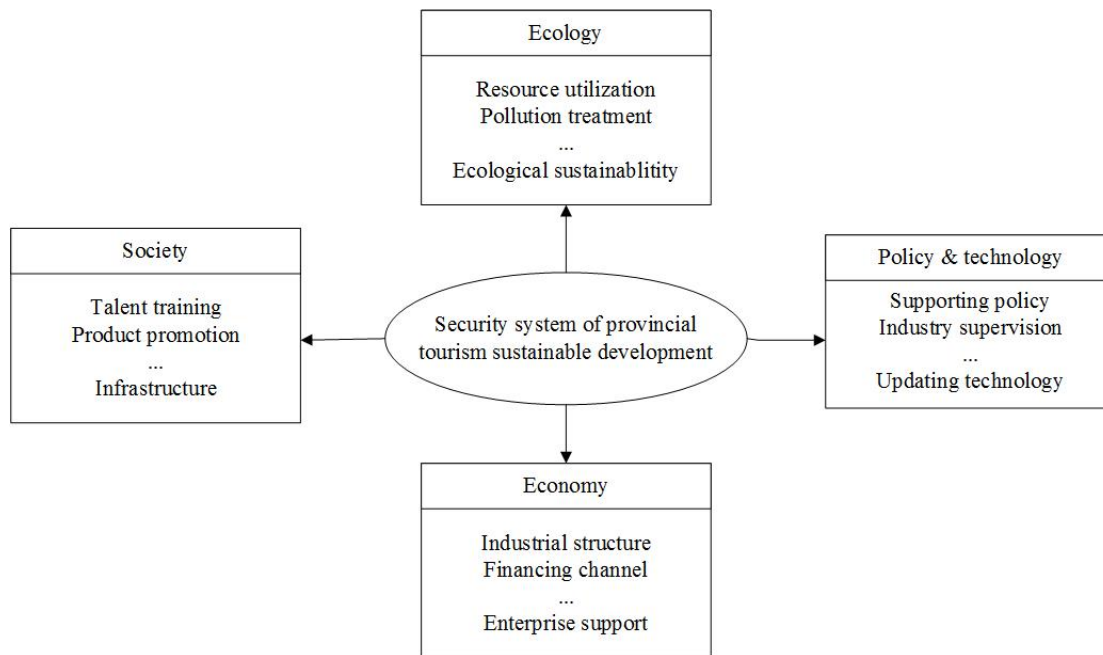 Ecology
Resource utilization
Pollution treatment
...
Ecological sustainablitity
Society
Talent training
Product promotion
...
Infrastructure
Security system of provincial
tourism sustainable development
Policy & technology
Supporting policy
Industry supervision
...
Updating technology
Economy
Industrial structure
Financing channel
...
Enterprise support